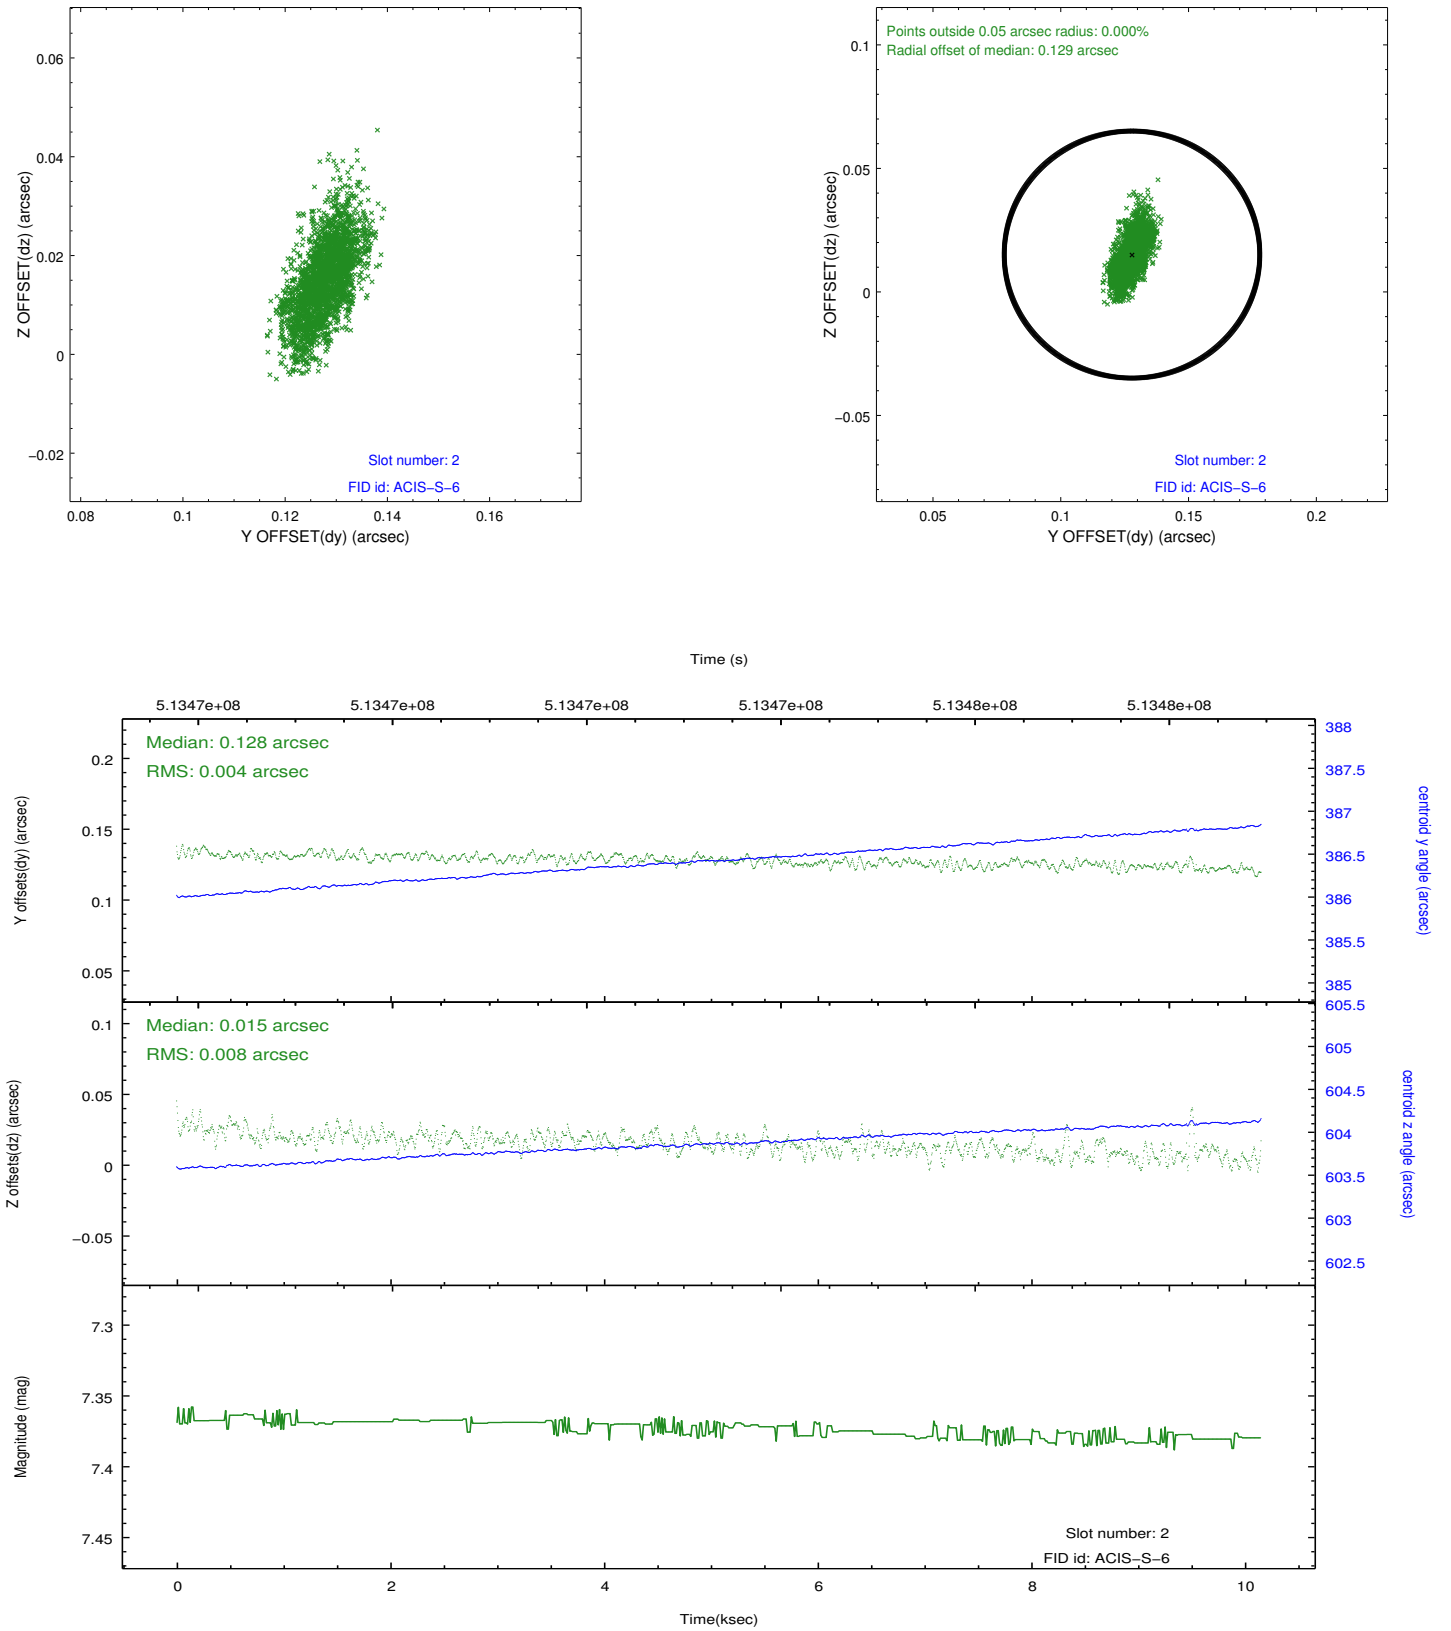 0.06
0.04
0.02
0
−0.02
Z OFFSET(dz) (arcsec)
Slot number: 2
FID id: ACIS−S−6
0.08 0.1 0.12 0.14 0.16
Y OFFSET(dy) (arcsec)
Points outside 0.05 arcsec radius: 0.000%
Radial offset of median: 0.129 arcsec
0.1
0.05
0
−0.05
Z OFFSET(dz) (arcsec)
Slot number: 2
FID id: ACIS−S−6
0.05 0.1 0.15 0.2
Y OFFSET(dy) (arcsec)
Time (s)
5.1347e+08 5.1347e+08 5.1347e+08 5.1347e+08 5.1348e+08 5.1348e+08
Median: 0.128 arcsec
RMS: 0.004 arcsec
0.2
0.15
0.1
0.05
Y offsets(dy) (arcsec)
388
387.5
387
386.5
386
385.5
385
centroid y angle (arcsec)
Median: 0.015 arcsec
RMS: 0.008 arcsec
0.1
0.05
0
−0.05
Z offsets(dz) (arcsec)
605.5
605
604.5
604
603.5
603
602.5
centroid z angle (arcsec)
7.3
7.35
7.4
7.45
Magnitude (mag)
Slot number: 2
FID id: ACIS−S−6
0 2 4 6 8 10
Time(ksec)